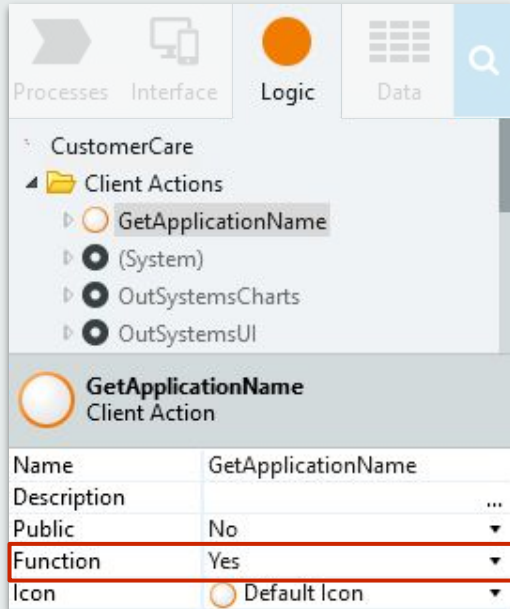 Processes Interface Logic Data
CustomerCare
Client Actions
GetApplicationName
(System)
OutSystemsCharts
OutSystemsUI
GetApplicationName
Client Action
Name GetApplicationName
Description ...
Public No
Function Yes
Icon Default Icon